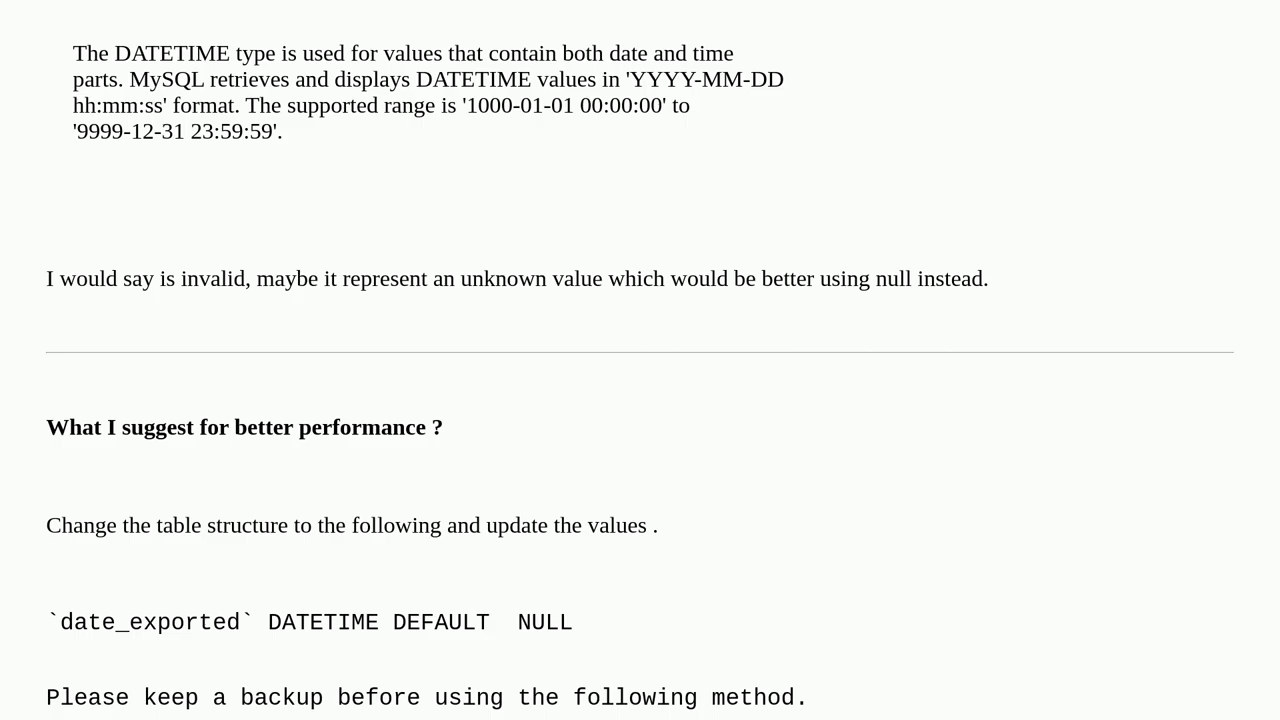 The DATETIME type is used for values that contain both date and time
parts. MySQL retrieves and displays DATETIME values in 'YYYY-MM-DD
hh:mm:ss' format. The supported range is '1000-01-01 00:00:00' to
'9999-12-31 23:59:59'.
I would say is invalid, maybe it represent an unknown value which would be better using null instead.
What I suggest for better performance ?
Change the table structure to the following and update the values .
`date_exported` DATETIME DEFAULT  NULL
Please keep a backup before using the following method.